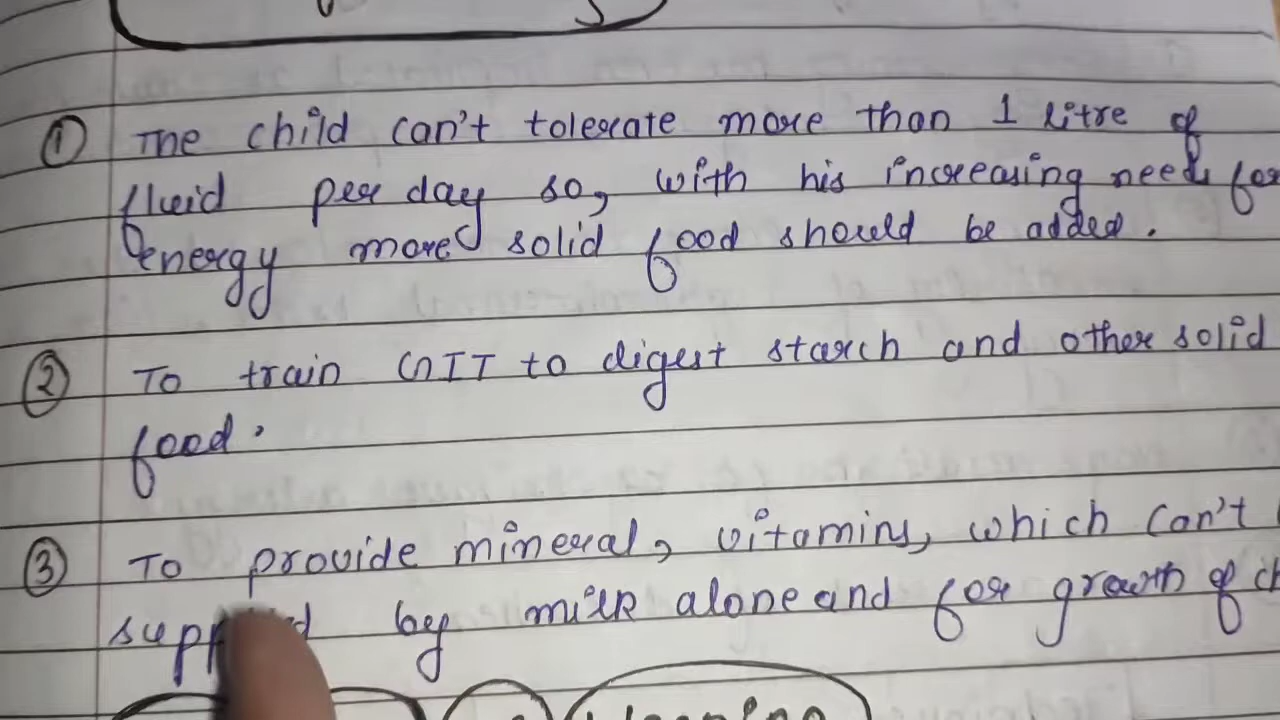 ① The child can't tolerate more than 1 litre of
fluid per day so, with his increasing needs for
energy more solid food should be added.
② To train GIT to digest starch and other solid
food.
③ To provide mineral, vitamins, which can't
by milk alone and for growth of